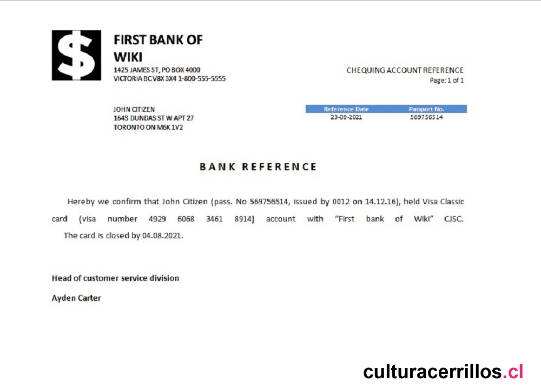 FIRST BANK OF
WIKI
1425 JAMES ST, PO BOX 4000
VICTORIA BC V8X 3X4 1-800-555-5555
CHEQUING ACCOUNT REFERENCE
Page: 1 of 1
JOHN CITIZEN
1643 DUNDAS ST W APT 27
TORONTO ON M6K 1V2
Reference Date Passport No.
23-09-2021 569756514
BANK REFERENCE
Hereby we confirm that John Citizen (pass. No 569756514, issued by 0012 on 14.12.16), held Visa Classic
card (visa number 4929 6068 3461 8914) account with "First bank of Wiki" CJSC.
The card is closed by 04.08.2021.
Head of customer service division
Ayden Carter
culturacerrillos.cl